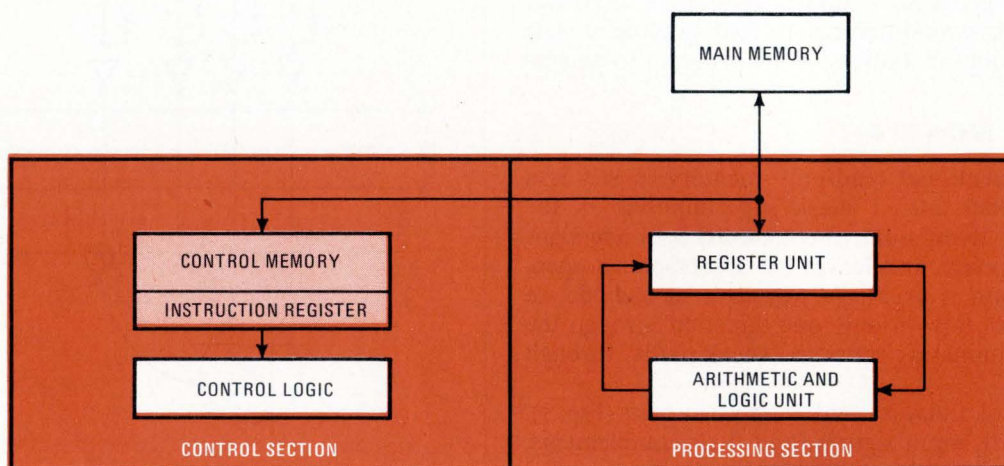 MAIN MEMORY
CONTROL MEMORY
INSTRUCTION REGISTER
CONTROL LOGIC
CONTROL SECTION
REGISTER UNIT
ARITHMETIC AND
LOGIC UNIT
PROCESSING SECTION